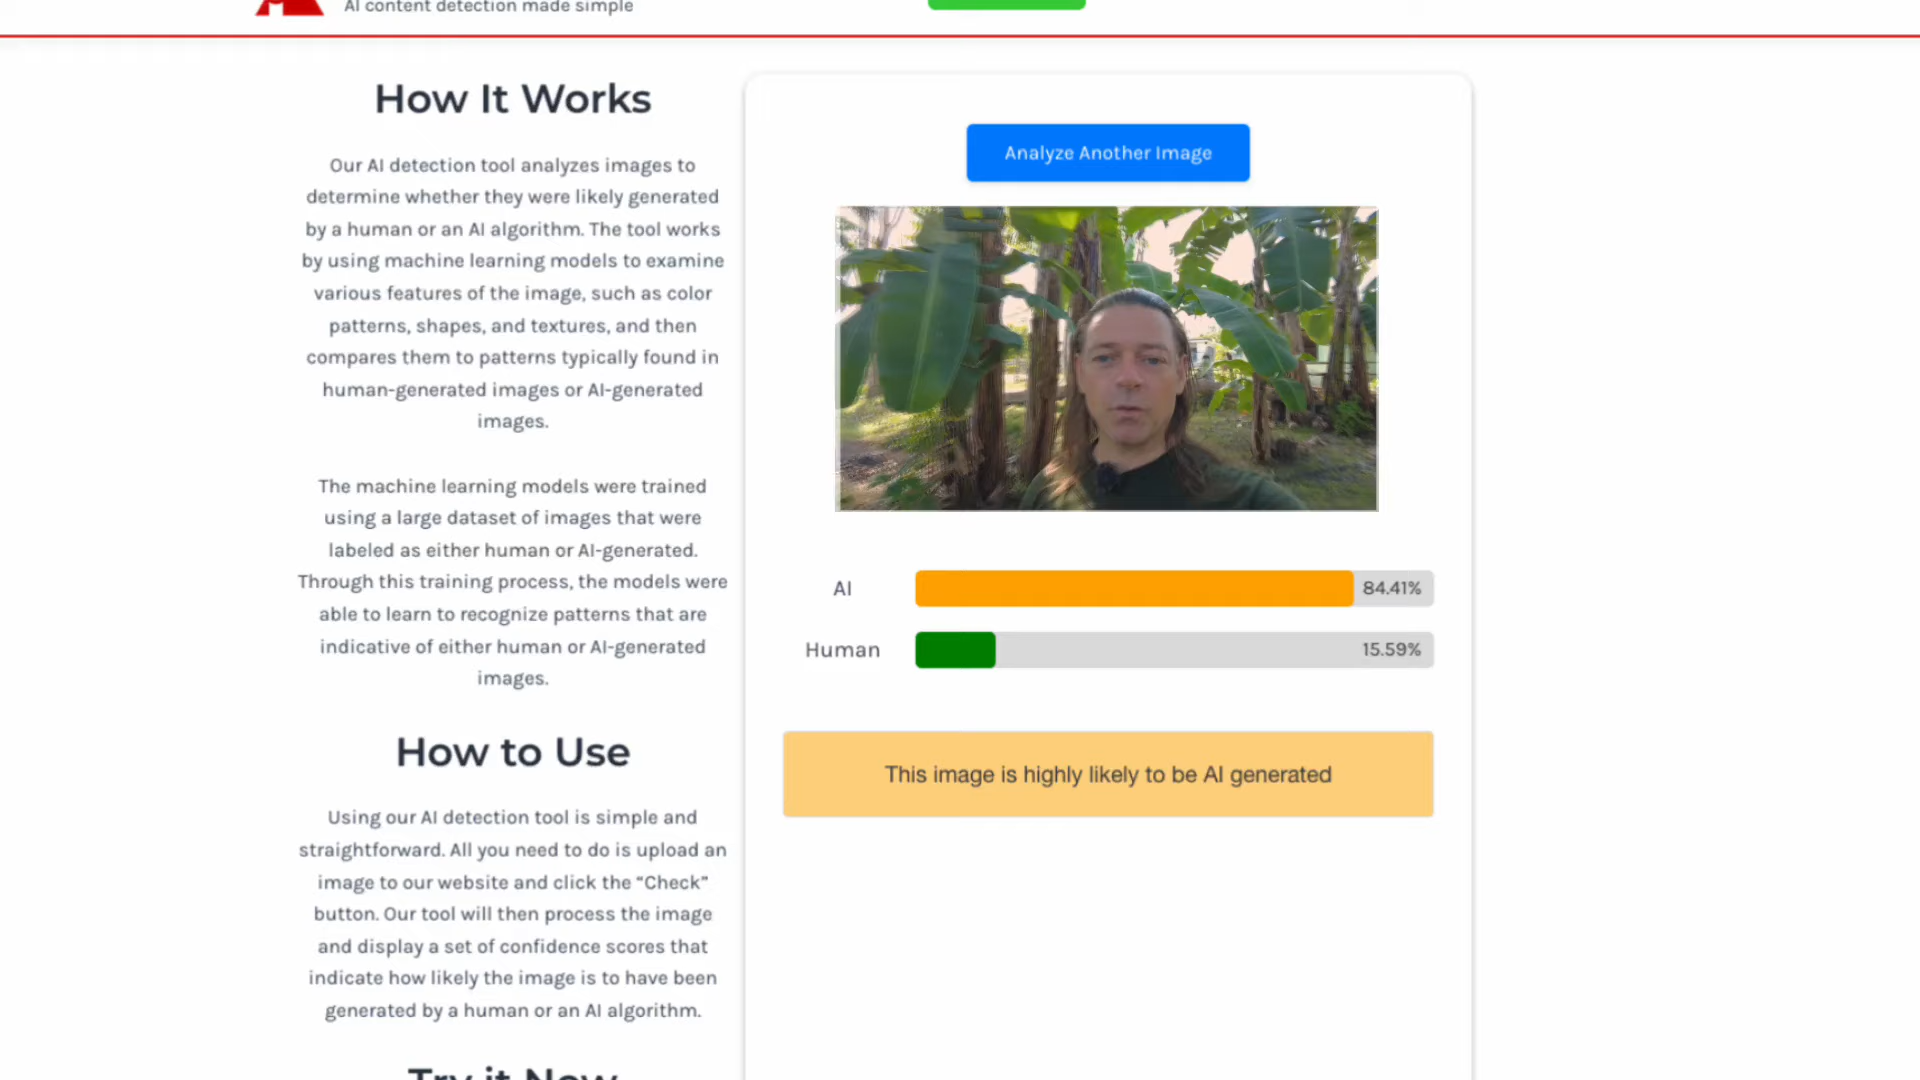 AI content detection made simple
How It Works
Our AI detection tool analyzes images to
determine whether they were likely generated
by a human or an AI algorithm. The tool works
by using machine learning models to examine
various features of the image, such as color
patterns, shapes, and textures, and then
compares them to patterns typically found in
human-generated images or AI-generated
images.
The machine learning models were trained
using a large dataset of images that were
labeled as either human or AI-generated.
Through this training process, the models were
able to learn to recognize patterns that are
indicative of either human or AI-generated
images.
How to Use
Using our AI detection tool is simple and
straightforward. All you need to do is upload an
image to our website and click the “Check”
button. Our tool will then process the image
and display a set of confidence scores that
indicate how likely the image is to have been
generated by a human or an AI algorithm.
Try it Now
Analyze Another Image
AI 84.41%
Human 15.59%
This image is highly likely to be AI generated